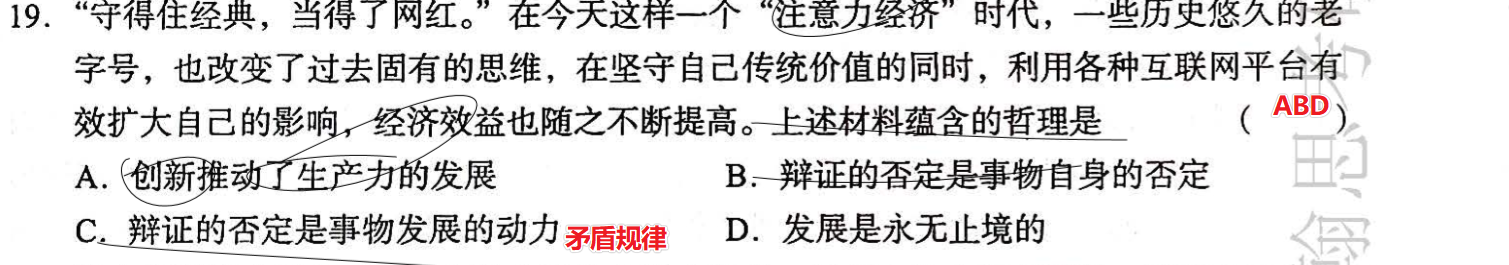 19. “守得住经典，当得了网红。”在今天这样一个“注意力经济”时代，一些历史悠久的老
字号，也改变了过去固有的思维，在坚守自己传统价值的同时，利用各种互联网平台有
效扩大自己的影响，经济效益也随之不断提高。上述材料蕴含的哲理是 （ ABD ）
A. 创新推动了生产力的发展 B. 辩证的否定是事物自身的否定
C. 辩证的否定是事物发展的动力 矛盾规律 D. 发展是永无止境的